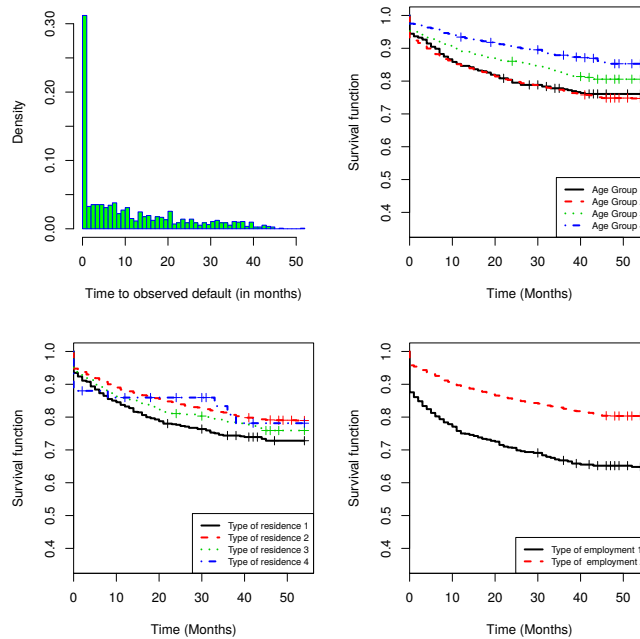 0.00 0.10 0.20 0.30
Density
0 10 20 30 40 50
Time to observed default (in months)
0.4 0.5 0.6 0.7 0.8 0.9 1.0
Survival function
Age Group
Age Group
Age Group
Age Group
0 10 20 30 40 50
Time (Months)
0.4 0.5 0.6 0.7 0.8 0.9 1.0
Survival function
Type of residence 1
Type of residence 2
Type of residence 3
Type of residence 4
0 10 20 30 40 50
Time (Months)
0.4 0.5 0.6 0.7 0.8 0.9 1.0
Survival function
Type of employment 1
Type of employment
0 10 20 30 40 50
Time (Months)